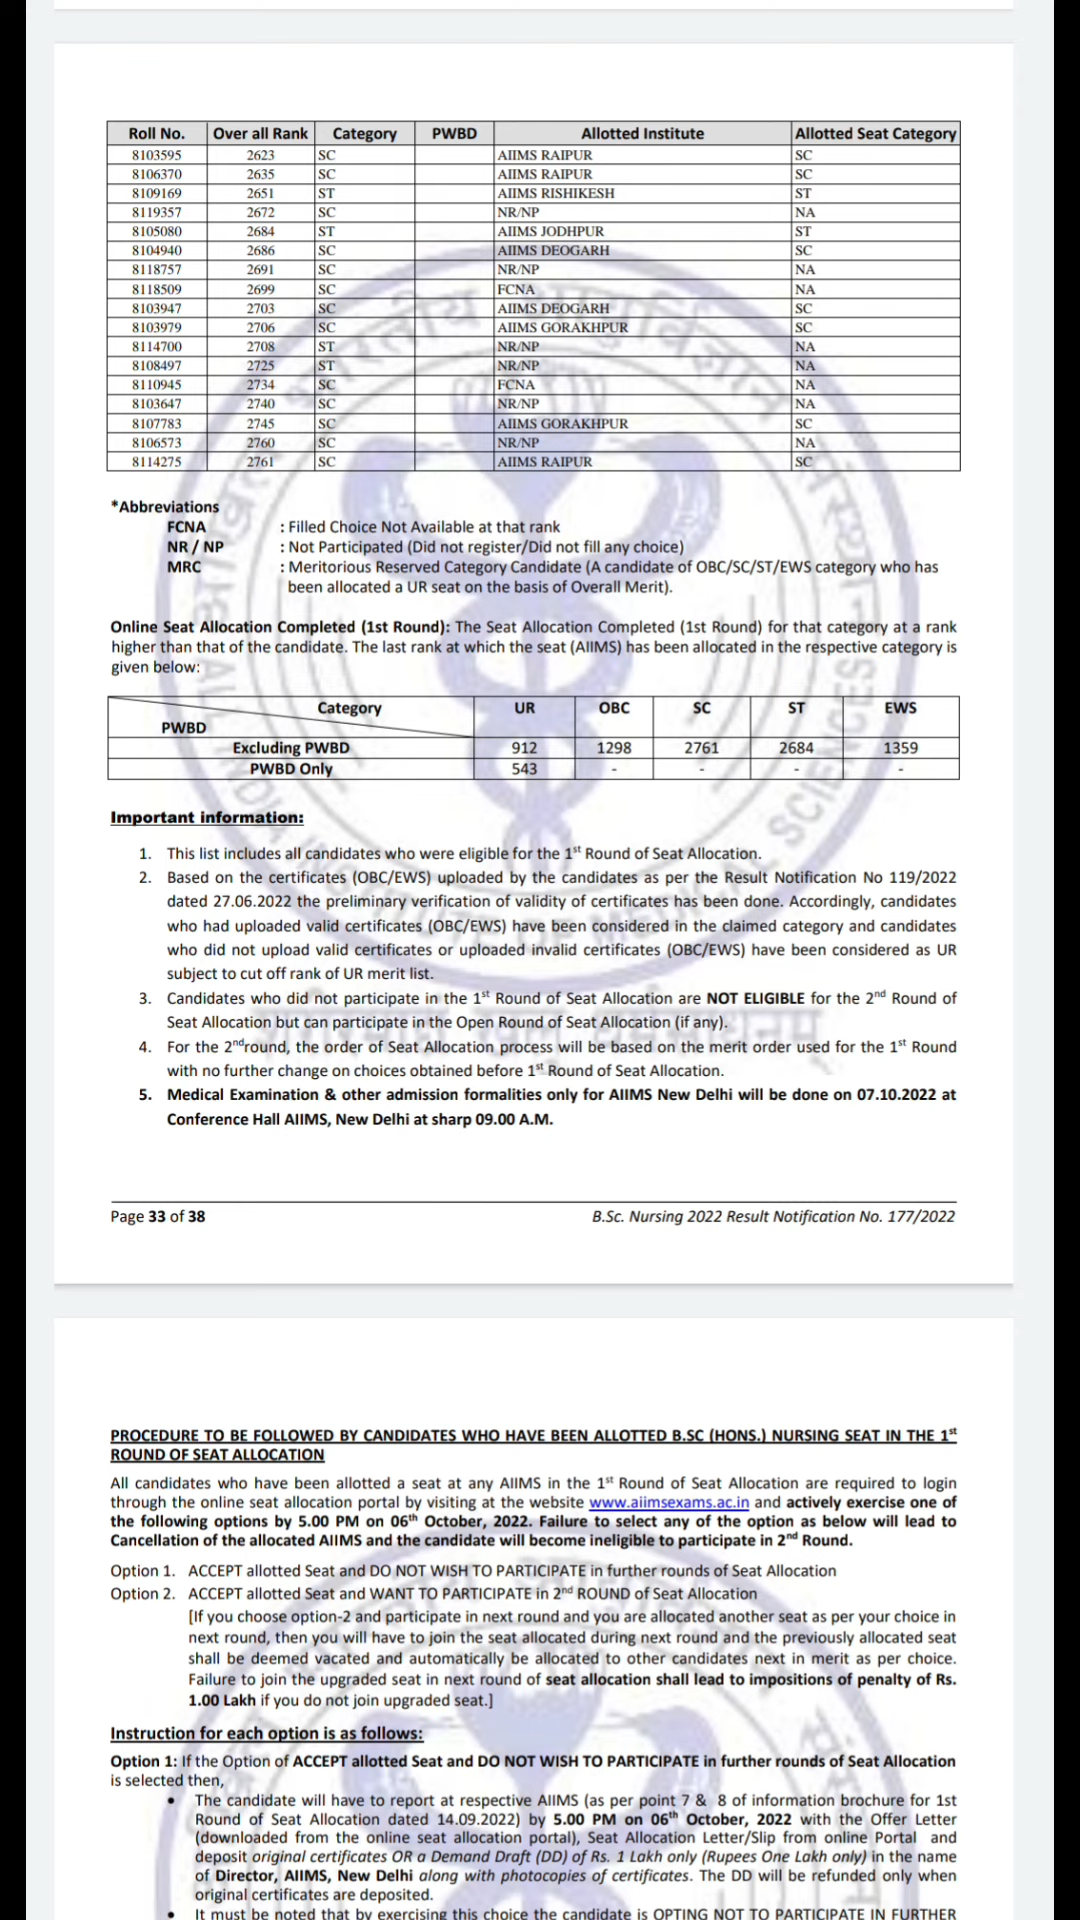 Roll No. Over all Rank Category PWBD Allotted Institute Allotted Seat Category
8103595 2623 SC AIIMS RAIPUR SC
8106370 2635 SC AIIMS RAIPUR SC
8109169 2651 ST AIIMS RISHIKESH ST
8119357 2672 SC NR/NP NA
8105080 2684 ST AIIMS JODHPUR ST
8104940 2686 SC AIIMS DEOGARH SC
8118757 2691 SC NR/NP NA
8118509 2699 SC FCNA NA
8103947 2703 SC AIIMS DEOGARH SC
8103979 2706 SC AIIMS GORAKHPUR SC
8114700 2708 ST NR/NP NA
8108497 2725 ST NR/NP NA
8110945 2734 SC FCNA NA
8103647 2740 SC NR/NP NA
8107783 2745 SC AIIMS GORAKHPUR SC
8106573 2760 SC NR/NP NA
8114275 2761 SC AIIMS RAIPUR SC
*Abbreviations
FCNA : Filled Choice Not Available at that rank
NR / NP : Not Participated (Did not register/Did not fill any choice)
MRC : Meritorious Reserved Category Candidate (A candidate of OBC/SC/ST/EWS category who has
been allocated a UR seat on the basis of Overall Merit).
Online Seat Allocation Completed (1st Round): The Seat Allocation Completed (1st Round) for that category at a rank
higher than that of the candidate. The last rank at which the seat (AIIMS) has been allocated in the respective category is
given below:
Category UR OBC SC ST EWS
PWBD
Excluding PWBD 912 1298 2761 2684 1359
PWBD Only 543 - - - -
Important information:
1. This list includes all candidates who were eligible for the 1st Round of Seat Allocation.
2. Based on the certificates (OBC/EWS) uploaded by the candidates as per the Result Notification No 119/2022
dated 27.06.2022 the preliminary verification of validity of certificates has been done. Accordingly, candidates
who had uploaded valid certificates (OBC/EWS) have been considered in the claimed category and candidates
who did not upload valid certificates or uploaded invalid certificates (OBC/EWS) have been considered as UR
subject to cut off rank of UR merit list.
3. Candidates who did not participate in the 1st Round of Seat Allocation are NOT ELIGIBLE for the 2nd Round of
Seat Allocation but can participate in the Open Round of Seat Allocation (if any).
4. For the 2ndround, the order of Seat Allocation process will be based on the merit order used for the 1st Round
with no further change on choices obtained before 1st Round of Seat Allocation.
5. Medical Examination & other admission formalities only for AIIMS New Delhi will be done on 07.10.2022 at
Conference Hall AIIMS, New Delhi at sharp 09.00 A.M.
Page 33 of 38 B.Sc. Nursing 2022 Result Notification No. 177/2022
PROCEDURE TO BE FOLLOWED BY CANDIDATES WHO HAVE BEEN ALLOTTED B.SC (HONS.) NURSING SEAT IN THE 1st
ROUND OF SEAT ALLOCATION
All candidates who have been allotted a seat at any AIIMS in the 1st Round of Seat Allocation are required to login
through the online seat allocation portal by visiting at the website www.aiimsexams.ac.in and actively exercise one of
the following options by 5.00 PM on 06th October, 2022. Failure to select any of the option as below will lead to
Cancellation of the allocated AIIMS and the candidate will become ineligible to participate in 2nd Round.
Option 1. ACCEPT allotted Seat and DO NOT WISH TO PARTICIPATE in further rounds of Seat Allocation
Option 2. ACCEPT allotted Seat and WANT TO PARTICIPATE in 2nd ROUND of Seat Allocation
[If you choose option-2 and participate in next round and you are allocated another seat as per your choice in
next round, then you will have to join the seat allocated during next round and the previously allocated seat
shall be deemed vacated and automatically be allocated to other candidates next in merit as per choice.
Failure to join the upgraded seat in next round of seat allocation shall lead to impositions of penalty of Rs.
1.00 Lakh if you do not join upgraded seat.]
Instruction for each option is as follows:
Option 1: If the Option of ACCEPT allotted Seat and DO NOT WISH TO PARTICIPATE in further rounds of Seat Allocation
is selected then,
• The candidate will have to report at respective AIIMS (as per point 7 & 8 of information brochure for 1st
Round of Seat Allocation dated 14.09.2022) by 5.00 PM on 06th October, 2022 with the Offer Letter
(downloaded from the online seat allocation portal), Seat Allocation Letter/Slip from online Portal and
deposit original certificates OR a Demand Draft (DD) of Rs. 1 Lakh only (Rupees One Lakh only) in the name
of Director, AIIMS, New Delhi along with photocopies of certificates. The DD will be refunded only when
original certificates are deposited.
• It must be noted that by exercising this choice the candidate is OPTING NOT TO PARTICIPATE IN FURTHER